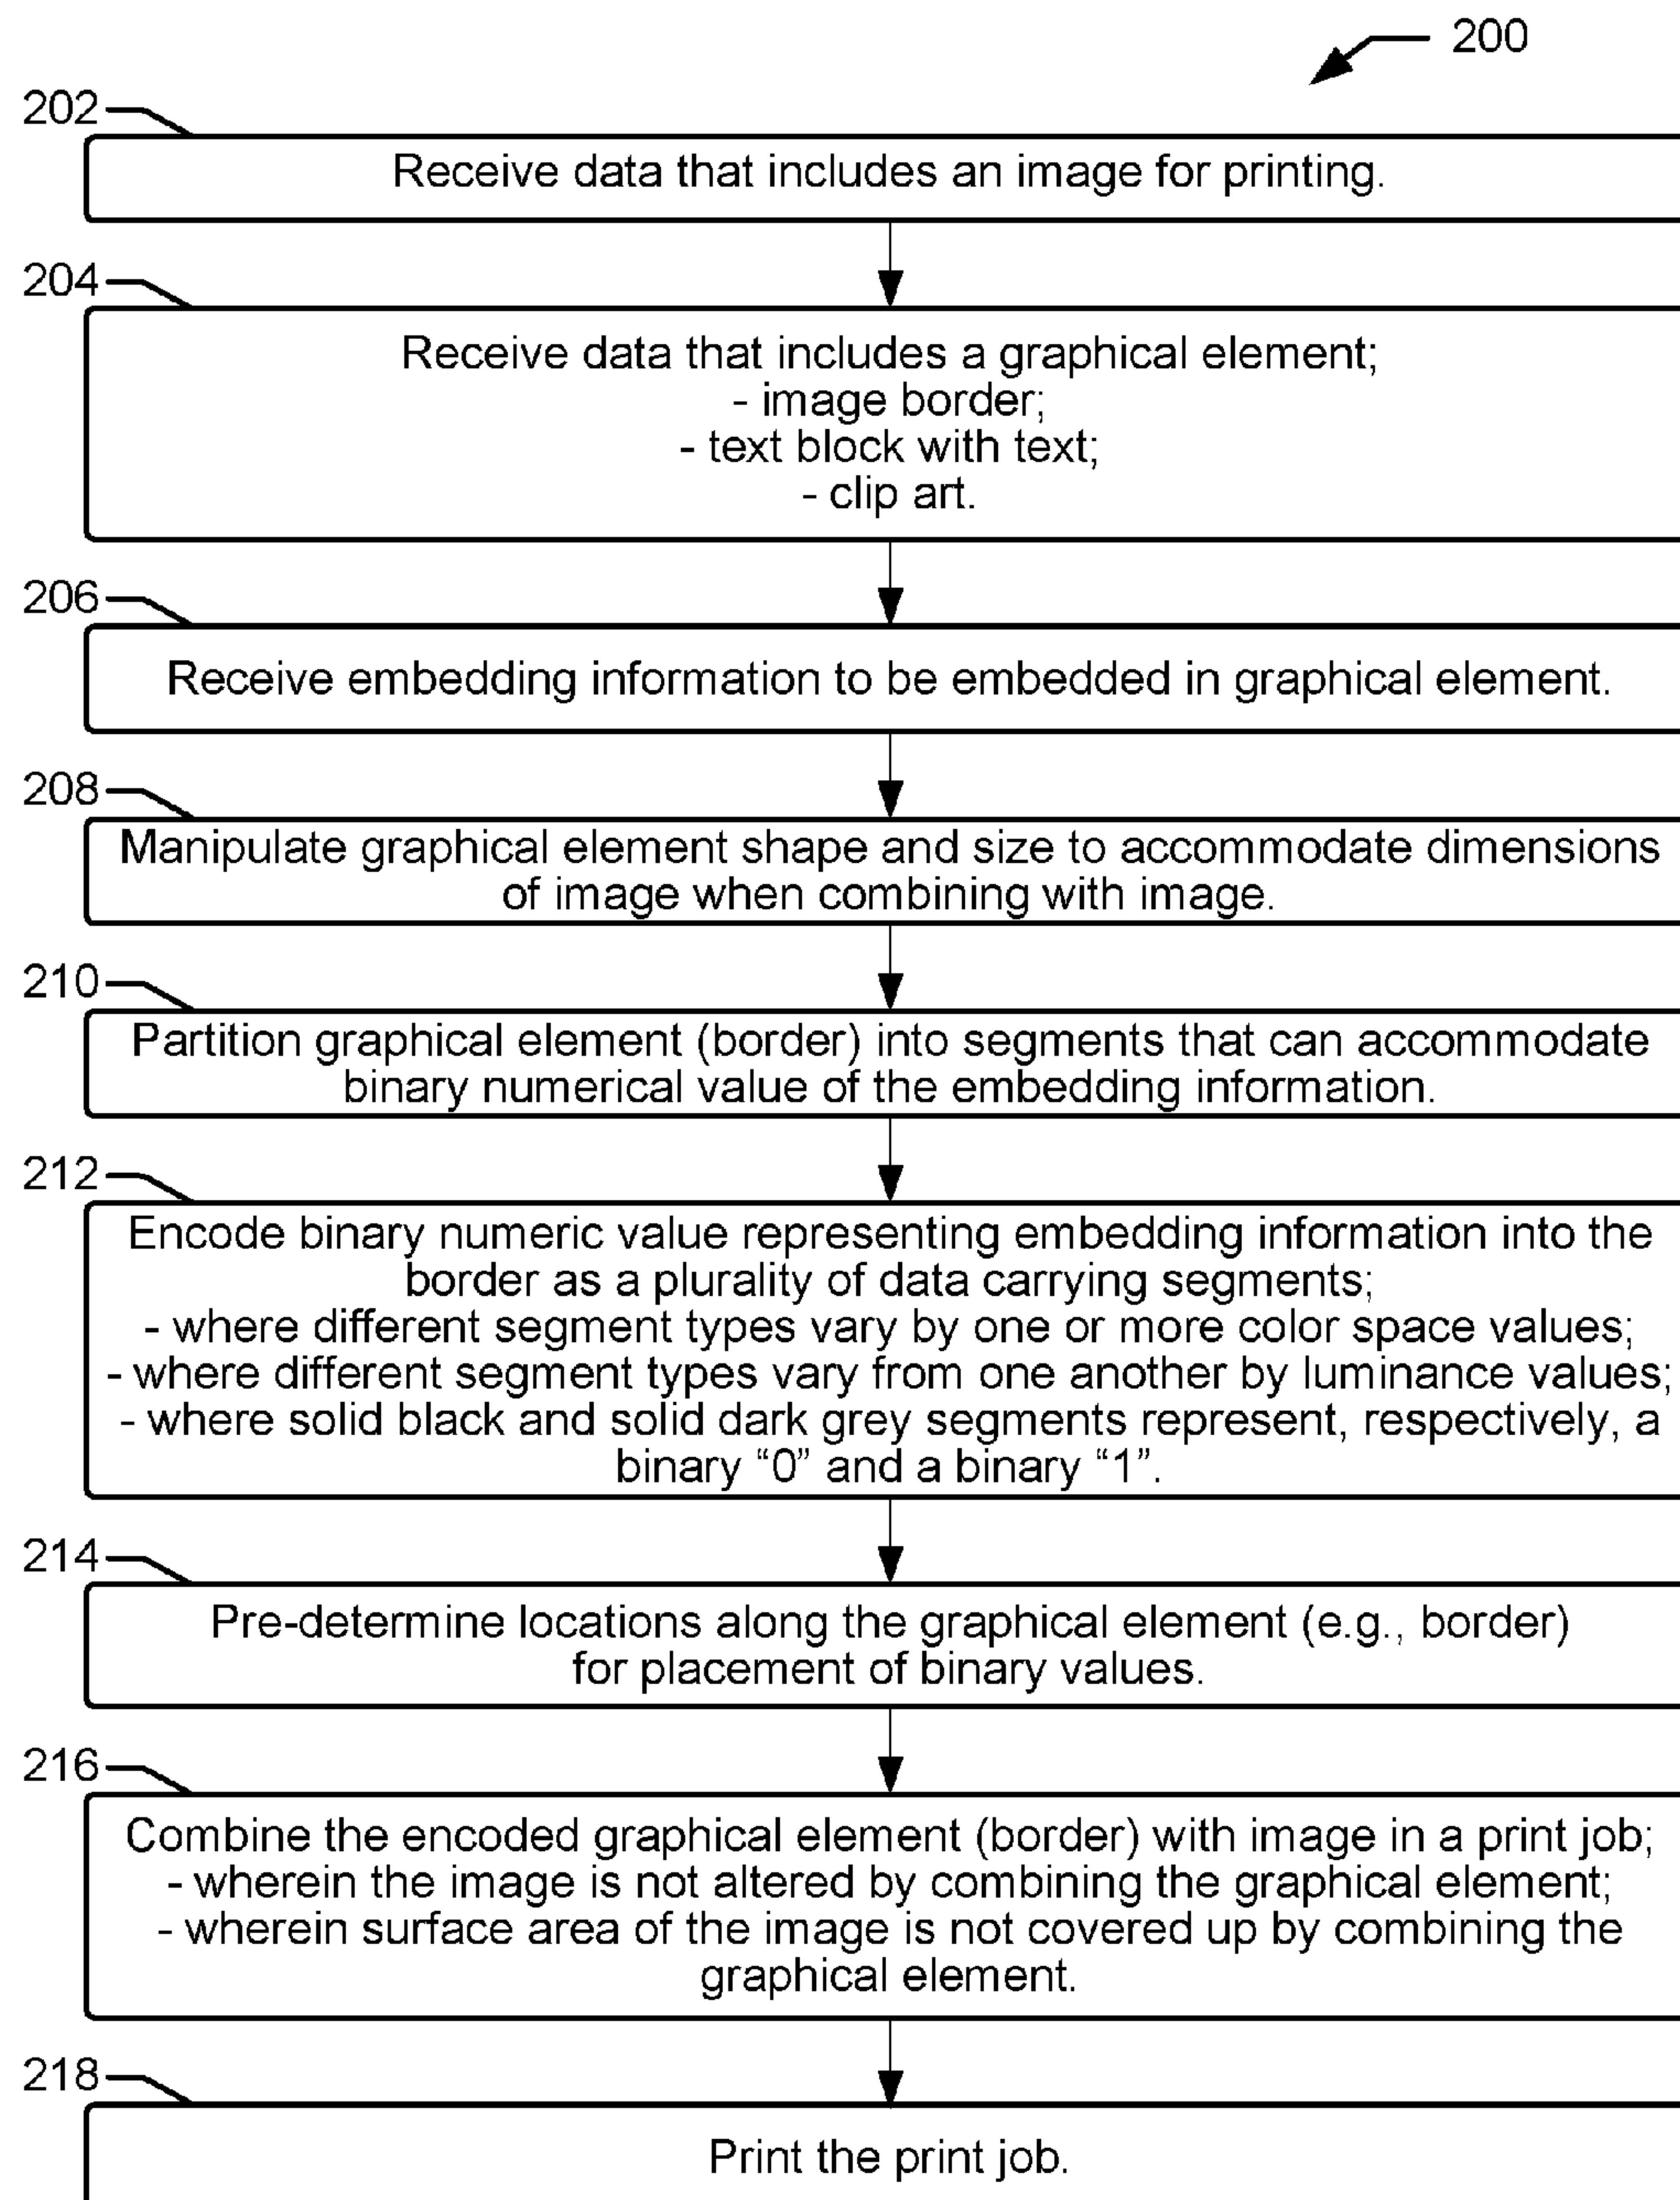 200
202
Receive data that includes an image for printing.
204
Receive data that includes a graphical element;
- image border;
- text block with text;
- clip art.
206
Receive embedding information to be embedded in graphical element.
208
Manipulate graphical element shape and size to accommodate dimensions
of image when combining with image.
210
Partition graphical element (border) into segments that can accommodate
binary numerical value of the embedding information.
212
Encode binary numeric value representing embedding information into the
border as a plurality of data carrying segments;
- where different segment types vary by one or more color space values;
- where different segment types vary from one another by luminance values;
- where solid black and solid dark grey segments represent, respectively, a
binary “0” and a binary “1”.
214
Pre-determine locations along the graphical element (e.g., border)
for placement of binary values.
216
Combine the encoded graphical element (border) with image in a print job;
- wherein the image is not altered by combining the graphical element;
- wherein surface area of the image is not covered up by combining the
graphical element.
218
Print the print job.